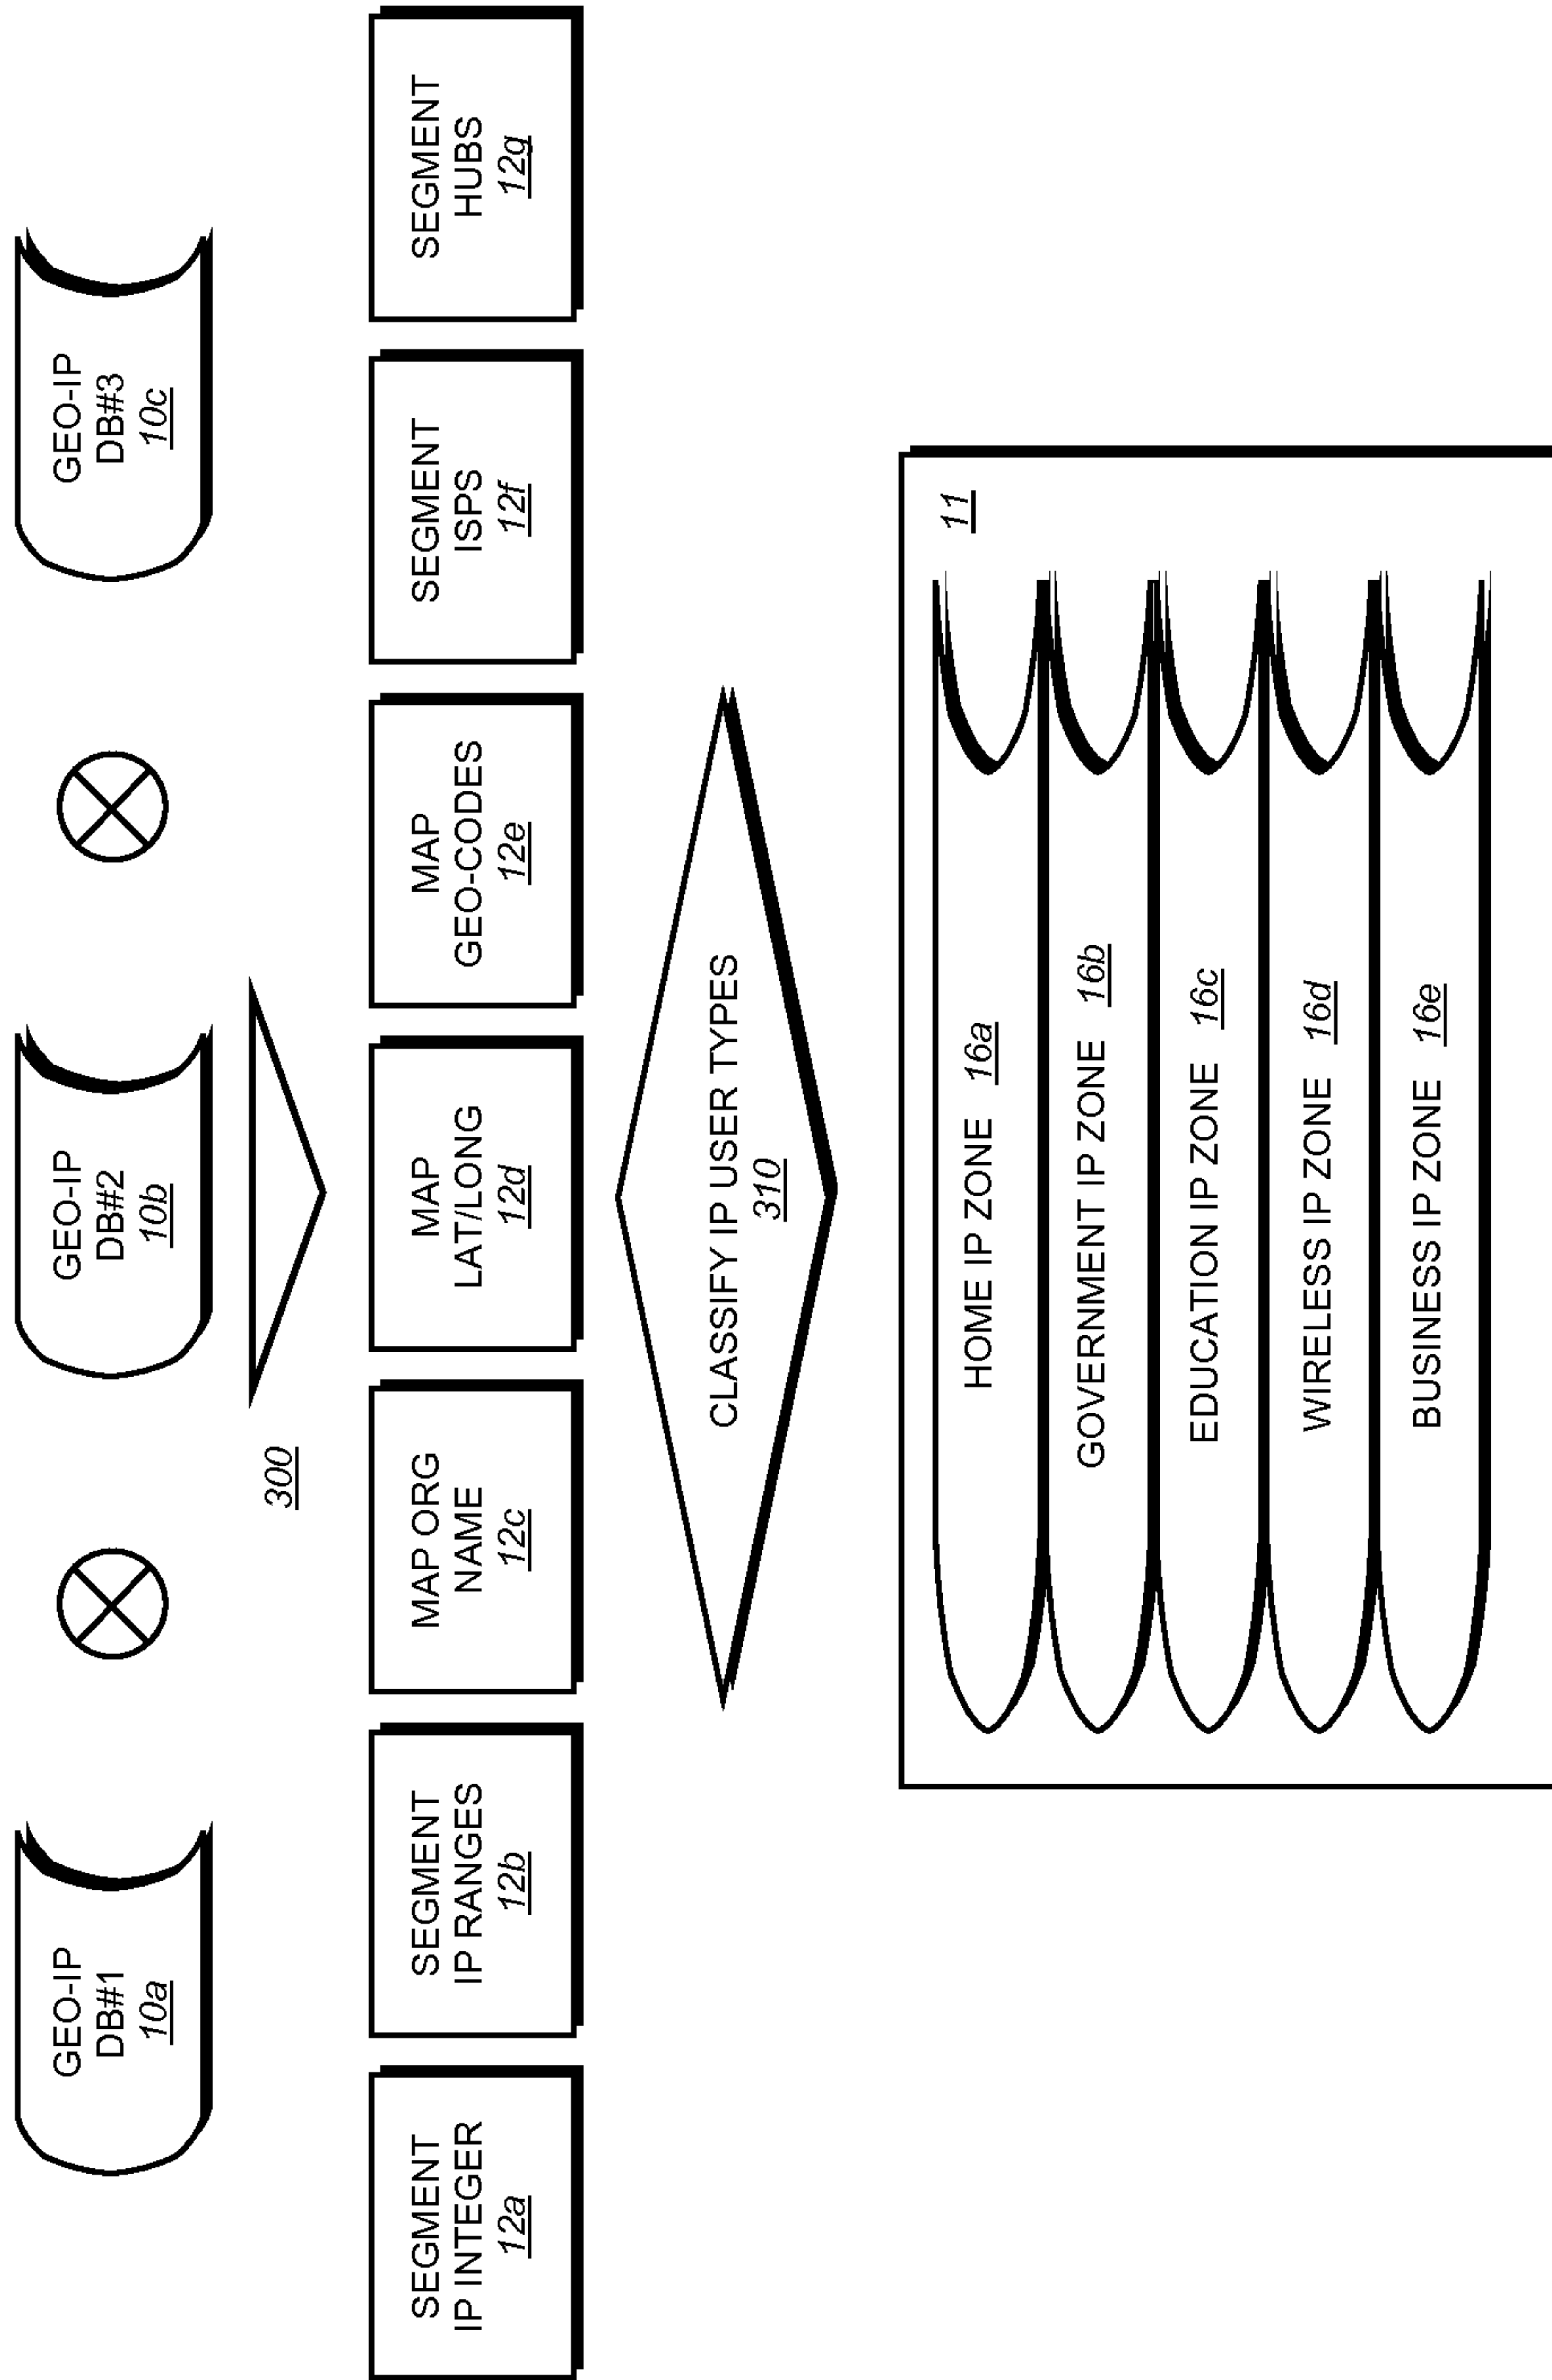 GEO-IP
DB#1
10a
GEO-IP
DB#2
10b
GEO-IP
DB#3
10c
300
SEGMENT
IP INTEGER
12a
SEGMENT
IP RANGES
12b
MAP ORG
NAME
12c
MAP
LAT/LONG
12d
MAP
GEO-CODES
12e
SEGMENT
ISPS
12f
SEGMENT
HUBS
12g
CLASSIFY IP USER TYPES
310
11
HOME IP ZONE 16a
GOVERNMENT IP ZONE 16b
EDUCATION IP ZONE 16c
WIRELESS IP ZONE 16d
BUSINESS IP ZONE 16e